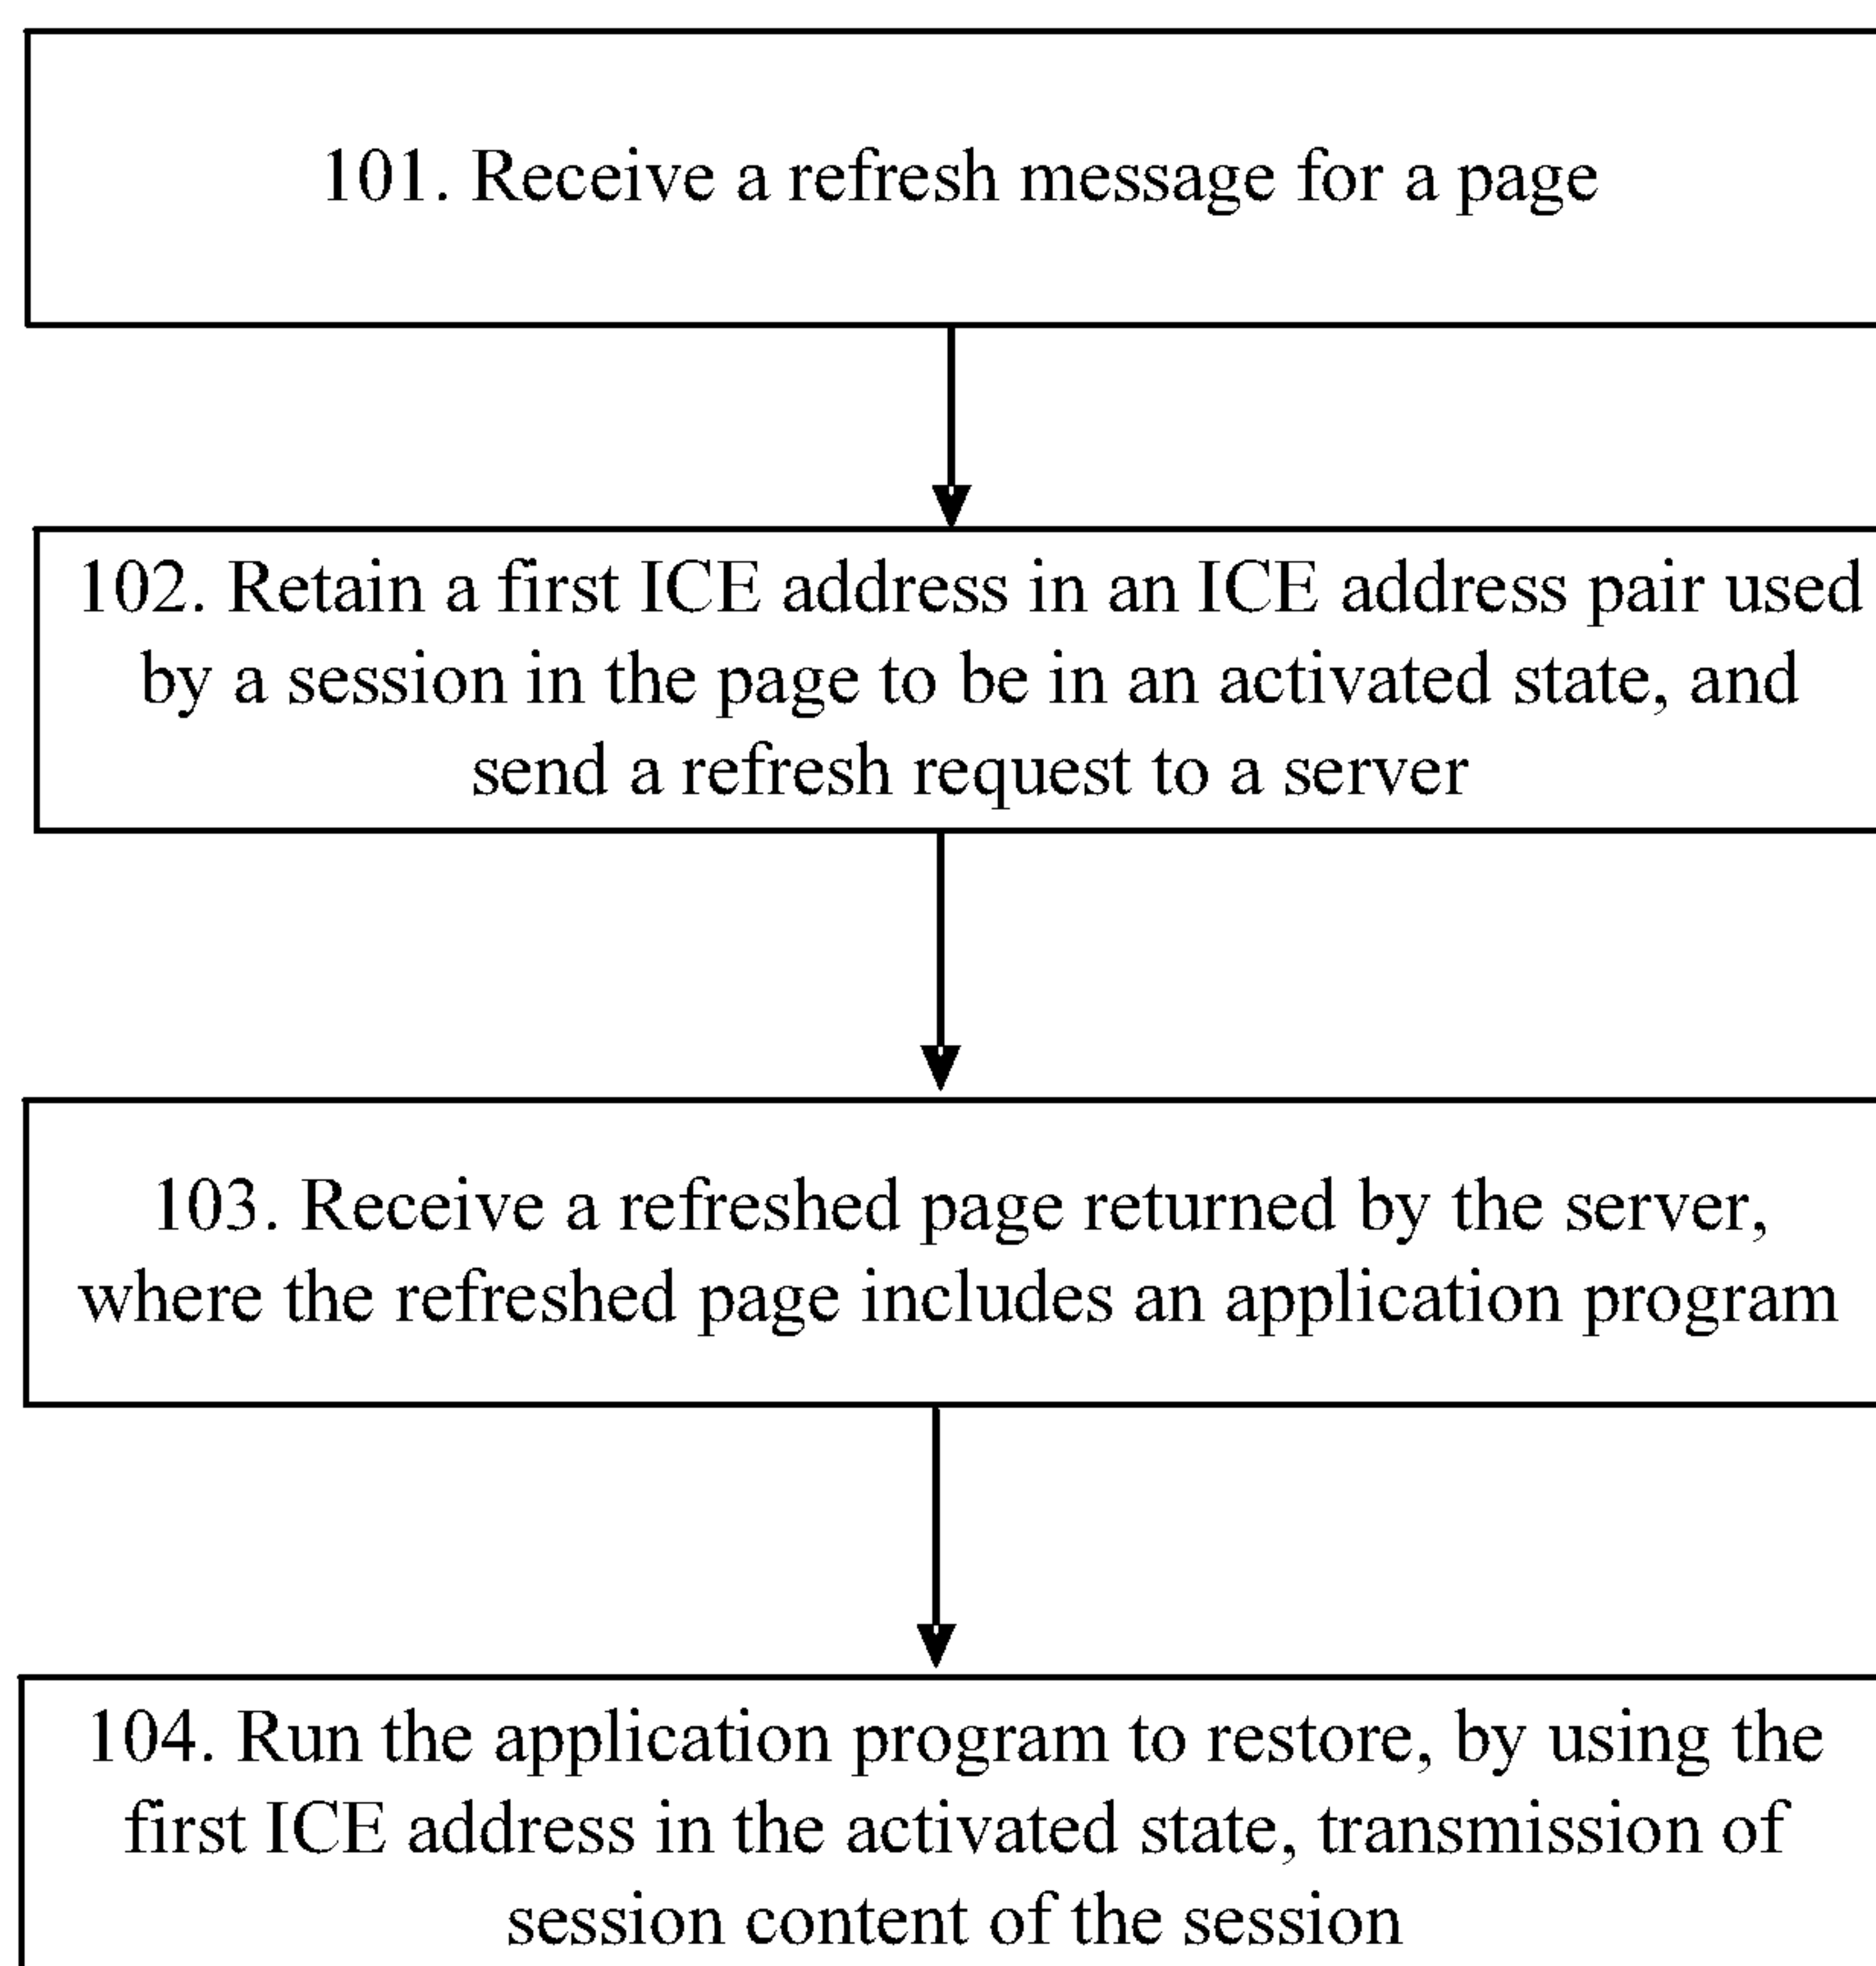 101. Receive a refresh message for a page
102. Retain a first ICE address in an ICE address pair used
by a session in the page to be in an activated state, and
send a refresh request to a server
103. Receive a refreshed page returned by the server,
where the refreshed page includes an application program
104. Run the application program to restore, by using the
first ICE address in the activated state, transmission of
session content of the session